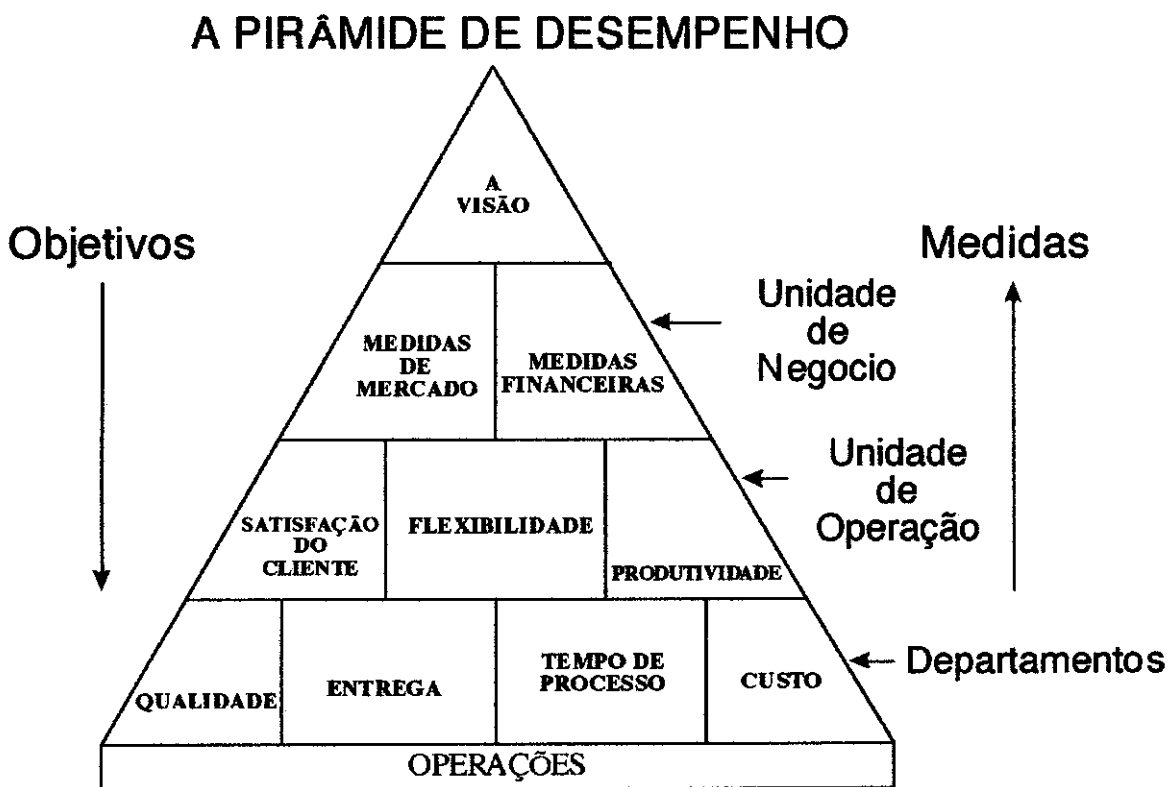 A PIRÂMIDE DE DESEMPENHO
A
VISÃO
Objetivos
Medidas
Unidade
de
Negocio
MEDIDAS
DE
MERCADO
MEDIDAS
FINANCEIRAS
Unidade
de
Operação
SATISFAÇÃO
DO
CLIENTE
FLEXIBILIDADE
PRODUTIVIDADE
Departamentos
QUALIDADE
ENTREGA
TEMPO DE
PROCESSO
CUSTO
OPERAÇÕES